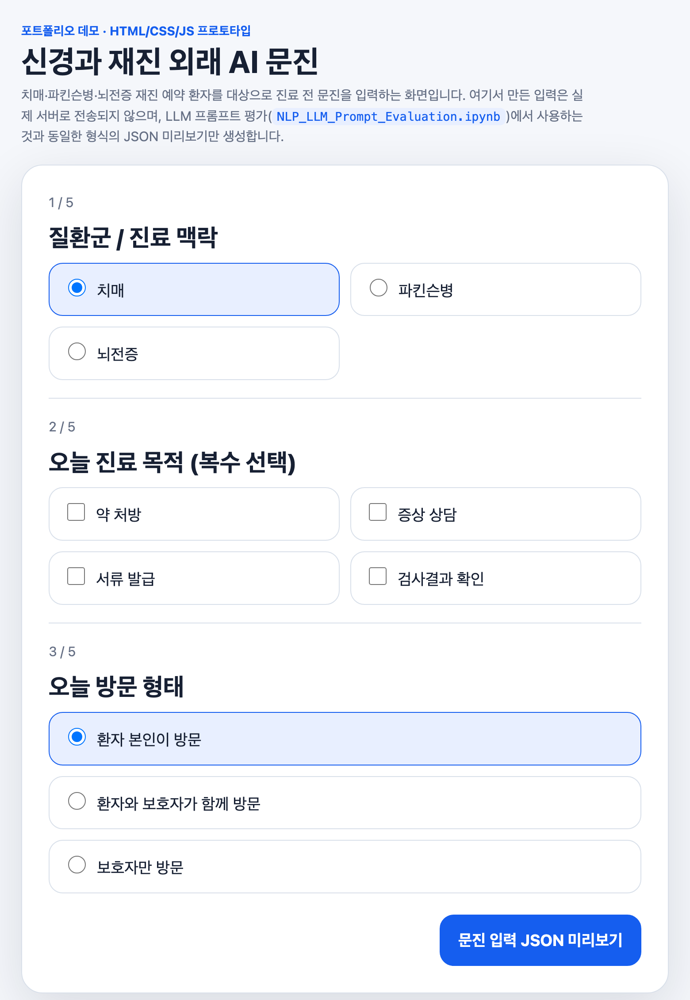 포트폴리오 데모 · HTML/CSS/JS 프로토타입
신경과 재진 외래 AI 문진
치매·파킨슨병·뇌전증 재진 예약 환자를 대상으로 진료 전 문진을 입력하는 화면입니다. 여기서 만든 입력은 실
제 서버로 전송되지 않으며, LLM 프롬프트 평가(NLP_LLM_Prompt_Evaluation.ipynb)에서 사용하는
것과 동일한 형식의 JSON 미리보기만 생성합니다.
1 / 5
질환군 / 진료 맥락
치매
파킨슨병
뇌전증
2 / 5
오늘 진료 목적 (복수 선택)
약 처방
증상 상담
서류 발급
검사결과 확인
3 / 5
오늘 방문 형태
환자 본인이 방문
환자와 보호자가 함께 방문
보호자만 방문
문진 입력 JSON 미리보기